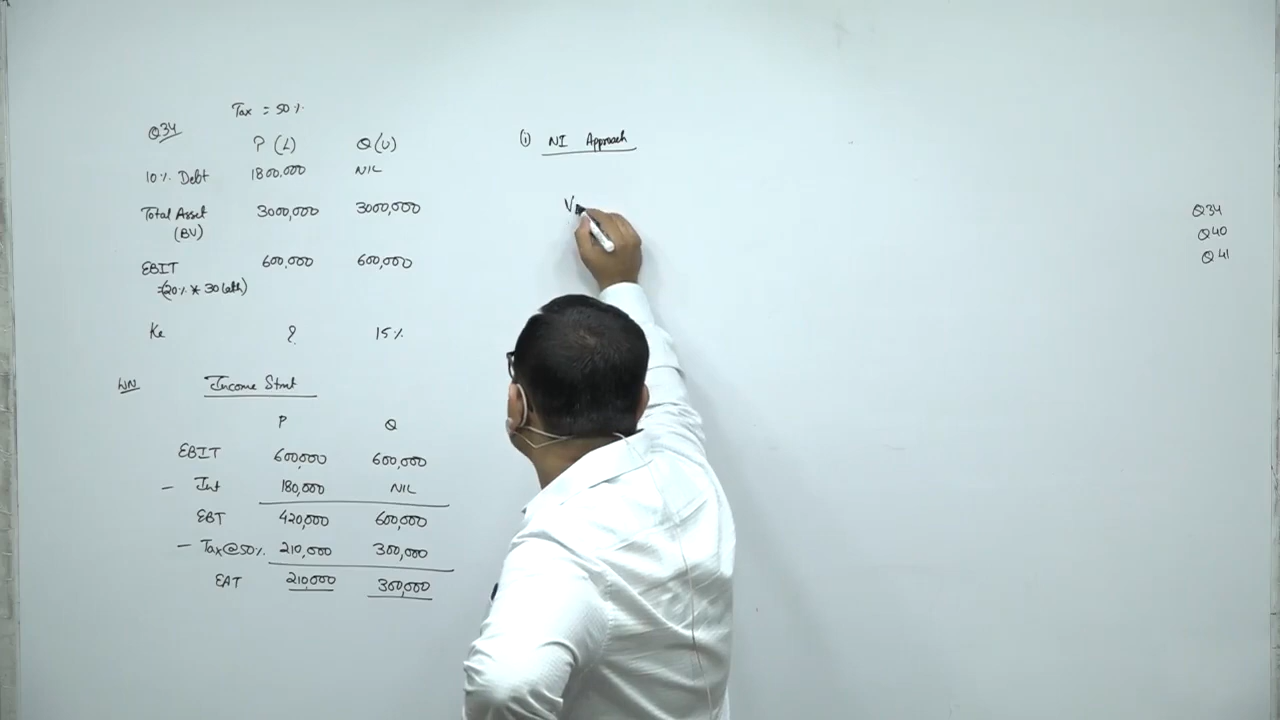 Tax = 50%
Q34
P (L) Q (U)
10% Debt 1800,000 NIL
Total Asset 3000,000 3000,000
(BV)
EBIT 600,000 600,000
=(20% * 30 lakh)
Ke ? 15%
WN Income Stmt
P Q
EBIT 600,000 600,000
- Int 180,000 NIL
EBT 420,000 600,000
- Tax@50% 210,000 300,000
EAT 210,000 300,000
(i) NI Approach
V
Q34
Q40
Q41